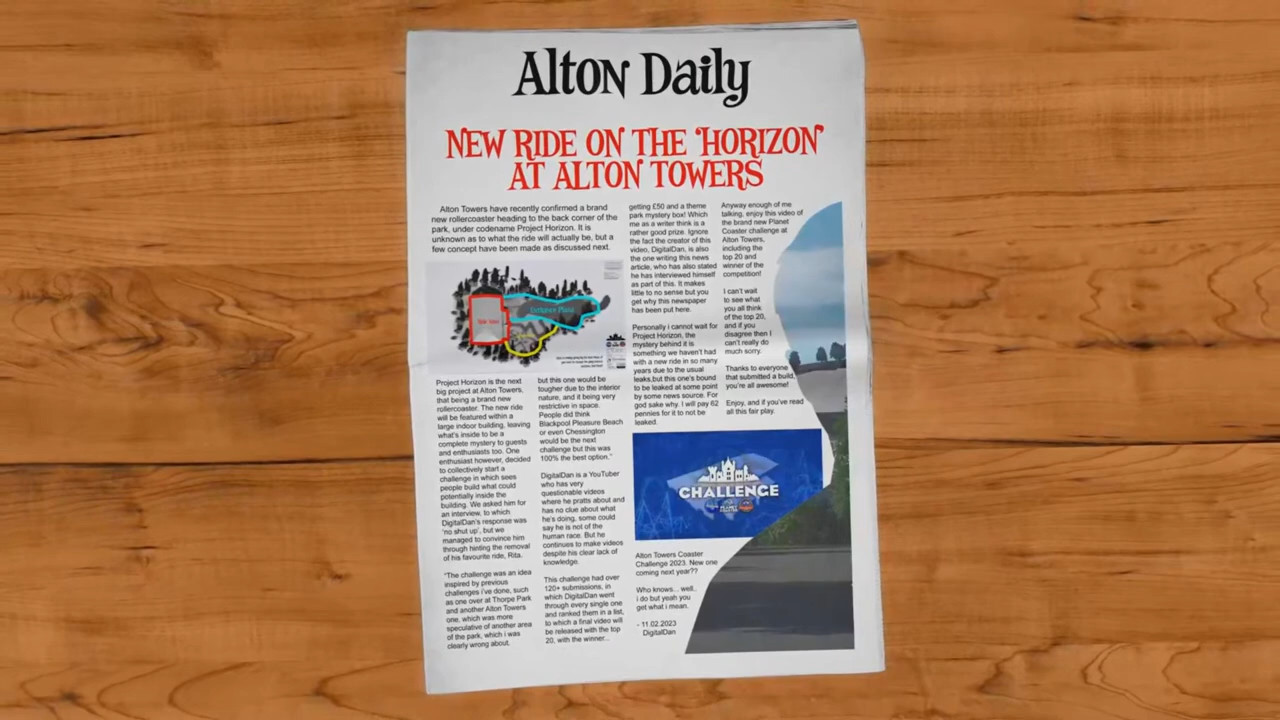 Alton Daily
NEW RIDE ON THE 'HORIZON'
AT ALTON TOWERS
Alton Towers have recently confirmed a brand
new rollercoaster heading to the back corner of the
park, under codename Project Horizon. It is
unknown as to what the ride will actually be, but a
few concept have been made as discussed next.
Project Horizon is the next
big project at Alton Towers,
that being a brand new
rollercoaster. The new ride
will be featured within a
large indoor building, leaving
what's inside to be a
complete mystery to guests
and enthusiasts too. One
enthusiast however, decided
to collectively start a
challenge in which sees
people build what could
potentially inside the
building. We asked him for
an interview, to which
DigitalDan's response was
'no shut up', but we
managed to convince him
through hinting the removal
of his favourite ride, Rita.
"The challenge was an idea
inspired by previous
challenges i've done, such
as one over at Thorpe Park
and another Alton Towers
one, which was more
speculative of another area
of the park, which i was
clearly wrong about.
but this one would be
tougher due to the interior
nature, and it being very
restrictive in space.
People did think
Blackpool Pleasure Beach
or even Chessington
would be the next
challenge but this was
100% the best option."
DigitalDan is a YouTuber
who has very
questionable videos
where he pratts about and
has no clue about what
he's doing, some could
say he is not of the
human race. But he
continues to make videos
despite his clear lack of
knowledge.
This challenge had over
120+ submissions, in
which DigitalDan went
through every single one
and ranked them in a list,
to which a final video will
be released with the top
20, with the winner...
getting £50 and a theme
park mystery box! Which
me as a writer think is a
rather good prize. Ignore
the fact the creator of this
video, DigitalDan, is also
the one writing this news
article, who has also stated
he has interviewed himself
as part of this. It makes
little to no sense but you
get why this newspaper
has been put here.
Personally i cannot wait for
Project Horizon, the
mystery behind it is
something we haven't had
with a new ride in so many
years due to the usual
leaks,but this one's bound
to be leaked at some point
by some news source. For
god sake why. I will pay 62
pennies for it to not be
leaked.
CHALLENGE
PLANET
COASTER
Alton Towers Coaster
Challenge 2023. New one
coming next year??
Who knows... well..
i do but yeah you
get what i mean.
- 11.02.2023
DigitalDan
Anyway enough of me
talking, enjoy this video of
the brand new Planet
Coaster challenge at
Alton Towers,
including the
top 20 and
winner of the
competition!
I can't wait
to see what
you all think
of the top 20,
and if you
disagree then I
can't really do
much sorry.
Thanks to everyone
that submitted a build,
you're all awesome!
Enjoy, and if you've read
all this fair play.